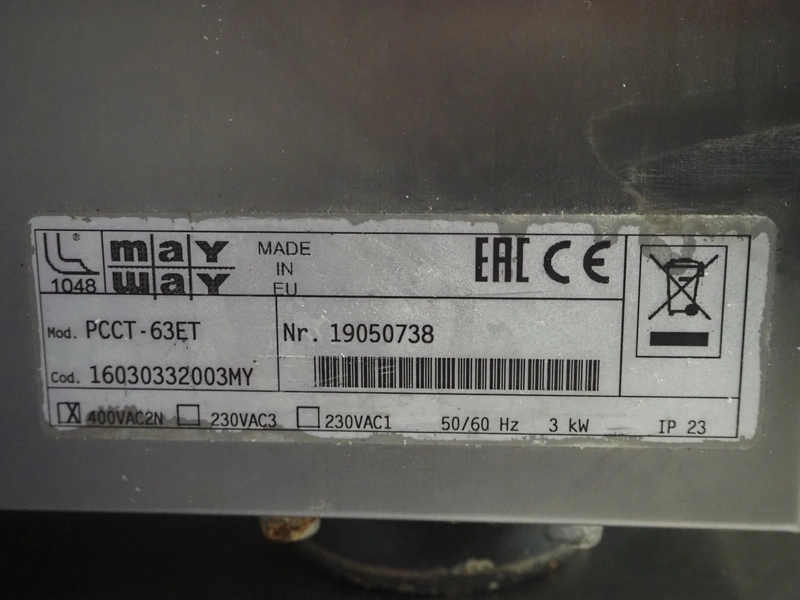 ®
1048
may
way
MADE
IN
EU
EAC CE
Mod. PCCT-63ET
Nr. 19050738
Cod. 16030332003MY
X 400VAC2N 230VAC3 230VAC1 50/60 Hz 3 kW IP 23